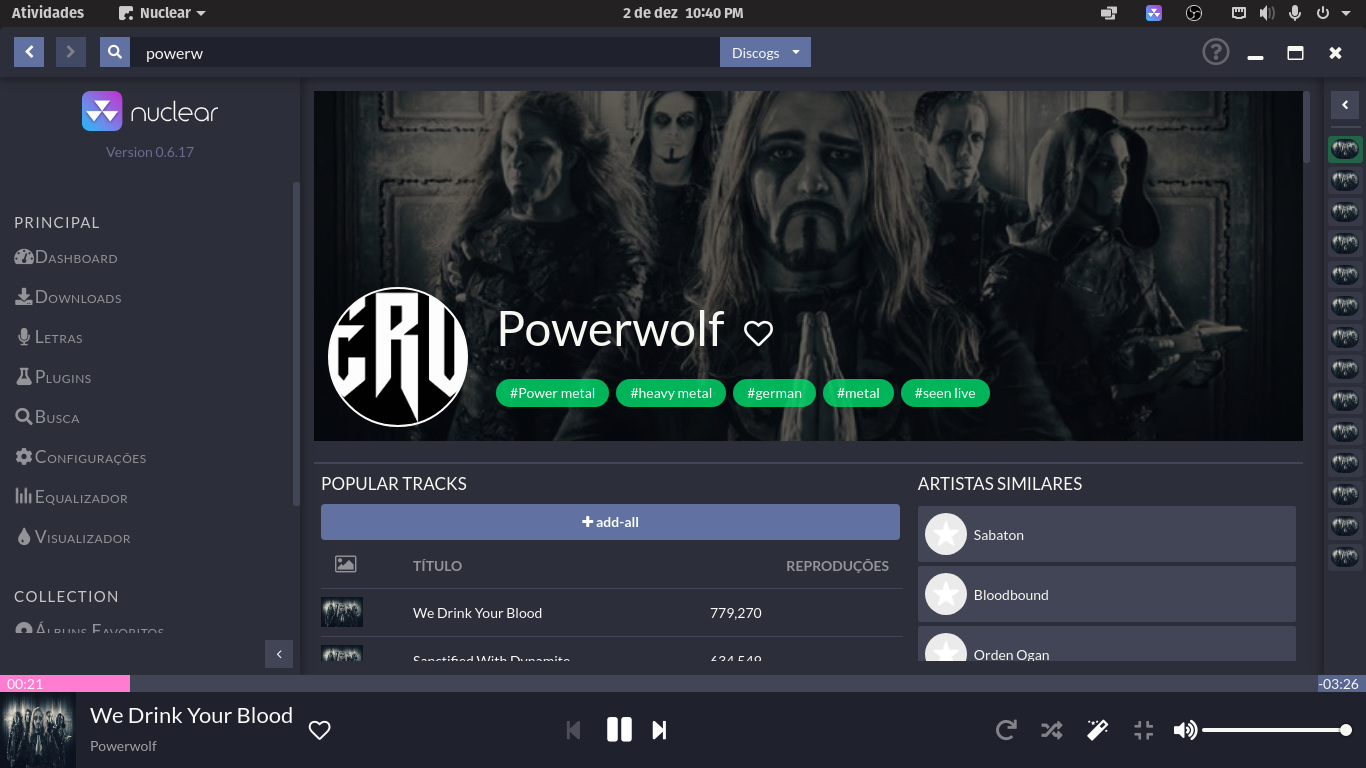 Atividades
Nuclear
2 de dez 10:40 PM
powerw
Discogs
nuclear
Version 0.6.17
PRINCIPAL
Dashboard
Downloads
Letras
Plugins
Busca
Configurações
Equalizador
Visualizador
COLLECTION
Álbuns Favoritos
ERU
Powerwolf
#Power metal
#heavy metal
#german
#metal
#seen live
POPULAR TRACKS
add-all
TÍTULO
REPRODUÇÕES
We Drink Your Blood
779,270
Sanctified With Dynamite
634,549
ARTISTAS SIMILARES
Sabaton
Bloodbound
Orden Ogan
00:21
-03:26
We Drink Your Blood
Powerwolf